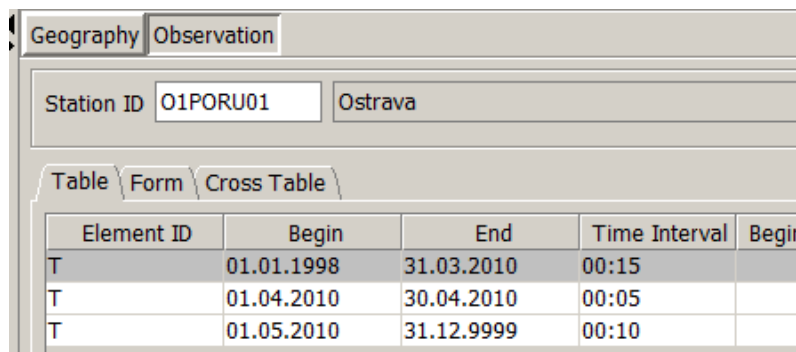 Geography Observation
Station ID O1PORU01 Ostrava
Table Form Cross Table
Element ID Begin End Time Interval
T 01.01.1998 31.03.2010 00:15
T 01.04.2010 30.04.2010 00:05
T 01.05.2010 31.12.9999 00:10